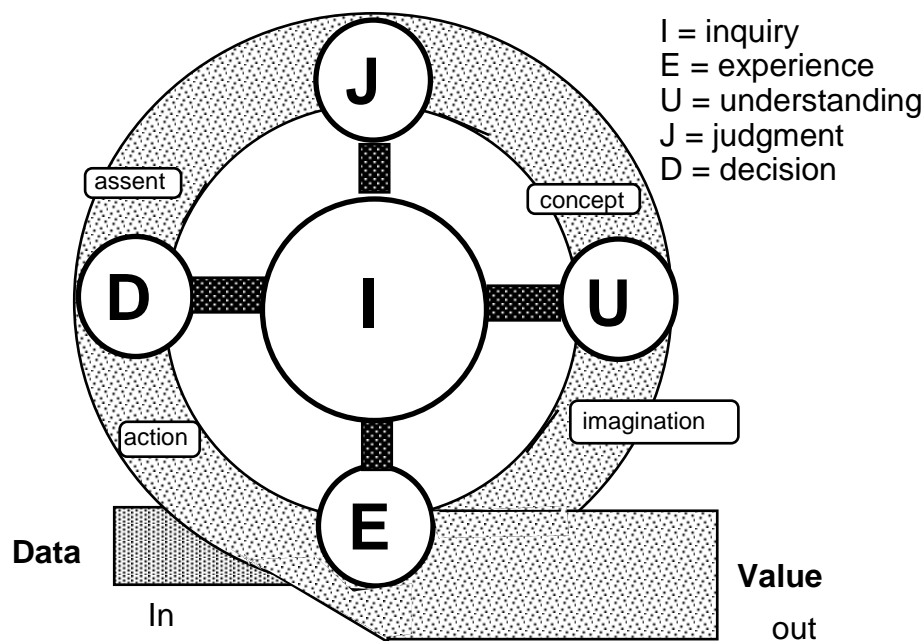 J
I = inquiry
E = experience
U = understanding
J = judgment
D = decision
assent
concept
D
I
U
action
imagination
E
Data
In
Value
out